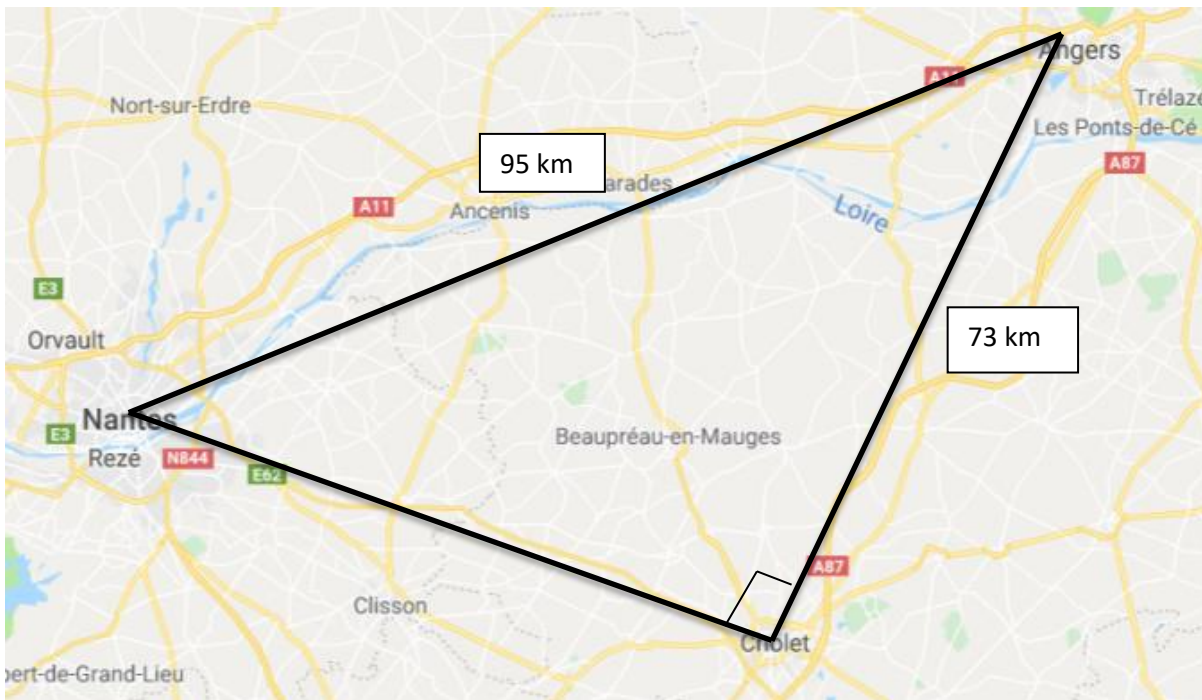 Angers
A11
Nort-sur-Erdre
Trélaze
Les Ponts-de-Cé
95 km
A87
arades
A11
Ancenis
Loire
E3
73 km
Orvault
Nantes
E3
Rezé
N844
E62
Beaupréau-en-Mauges
A87
Clisson
Cholet
bert-de-Grand-Lieu